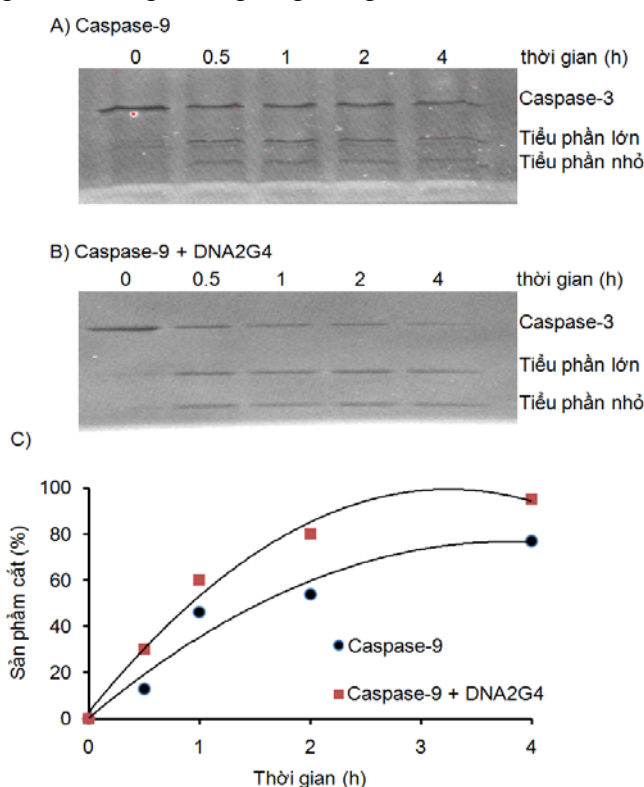 A) Caspase-9
0 0.5 1 2 4 thời gian (h)
Caspase-3
Tiểu phần lớn
Tiểu phần nhỏ
B) Caspase-9 + DNA2G4
0 0.5 1 2 4 thời gian (h)
Caspase-3
Tiểu phần lớn
Tiểu phần nhỏ
C)
Sản phầm cắt (%)
100
80
60
40
20
0
Caspase-9
Caspase-9 + DNA2G4
0 1 2 3 4
Thời gian (h)